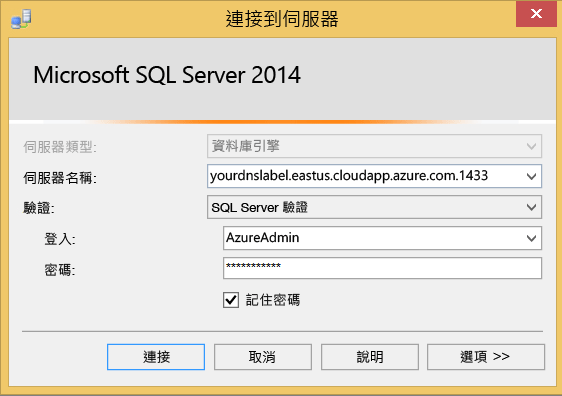 連接到伺服器
Microsoft SQL Server 2014
伺服器類型: 資料庫引擎
伺服器名稱: yourdnslabel.eastus.cloudapp.azure.com.1433
驗證: SQL Server 驗證
登入: AzureAdmin
密碼: ***********
記住密碼
連接 取消 說明 選項 >>